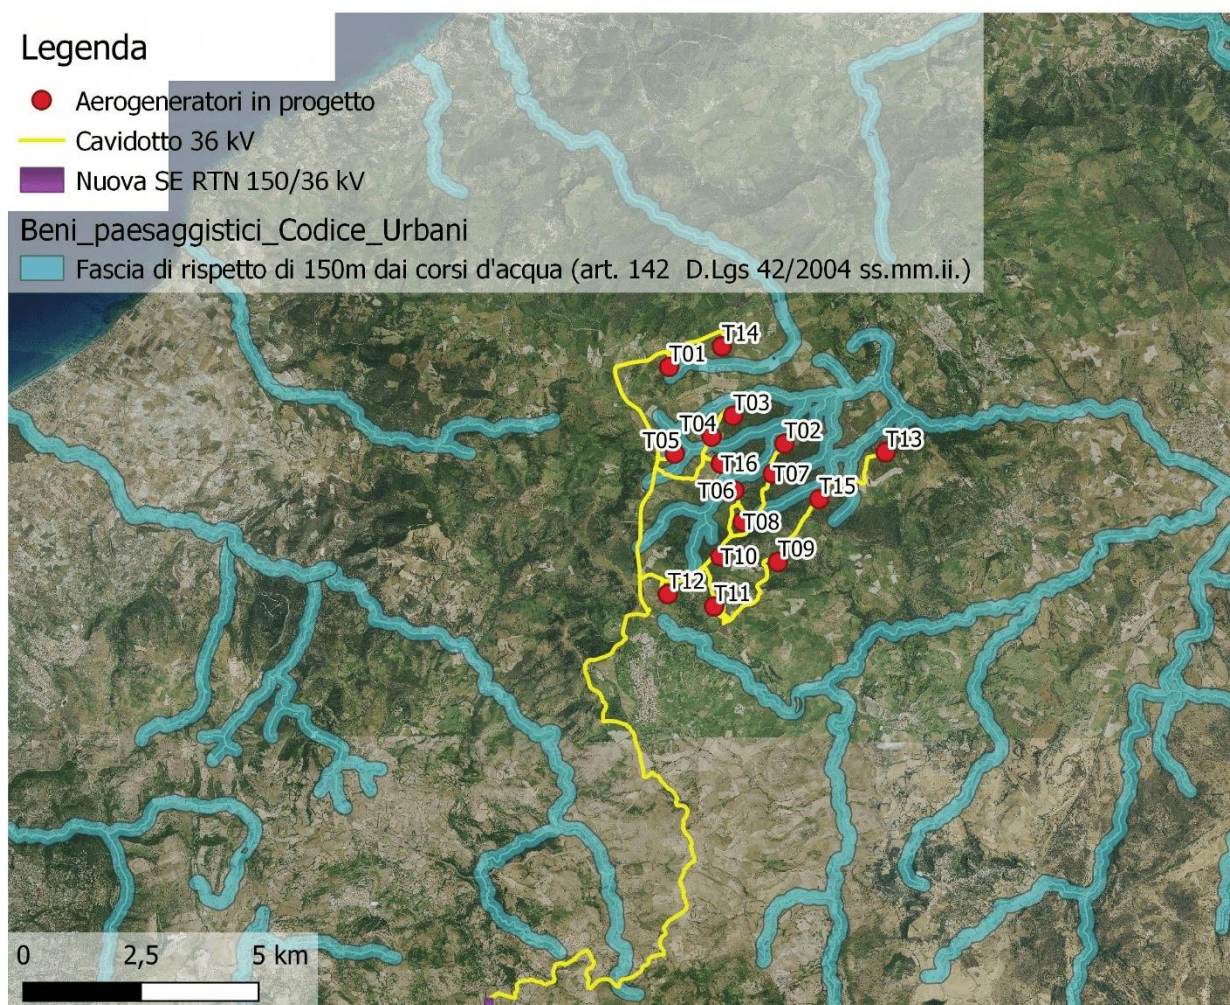 Legenda
Aerogeneratori in progetto
Cavidotto 36 kV
Nuova SE RTN 150/36 kV
Beni_paesaggistici_Codice_Urbani
Fascia di rispetto di 150m dai corsi d'acqua (art. 142 D.Lgs 42/2004 ss.mm.ii.)
T14
T01
T03
T04
T02
T05
T13
T16
T07
T06
T15
T08
T10
T09
T12
T11
0 2,5 5 km